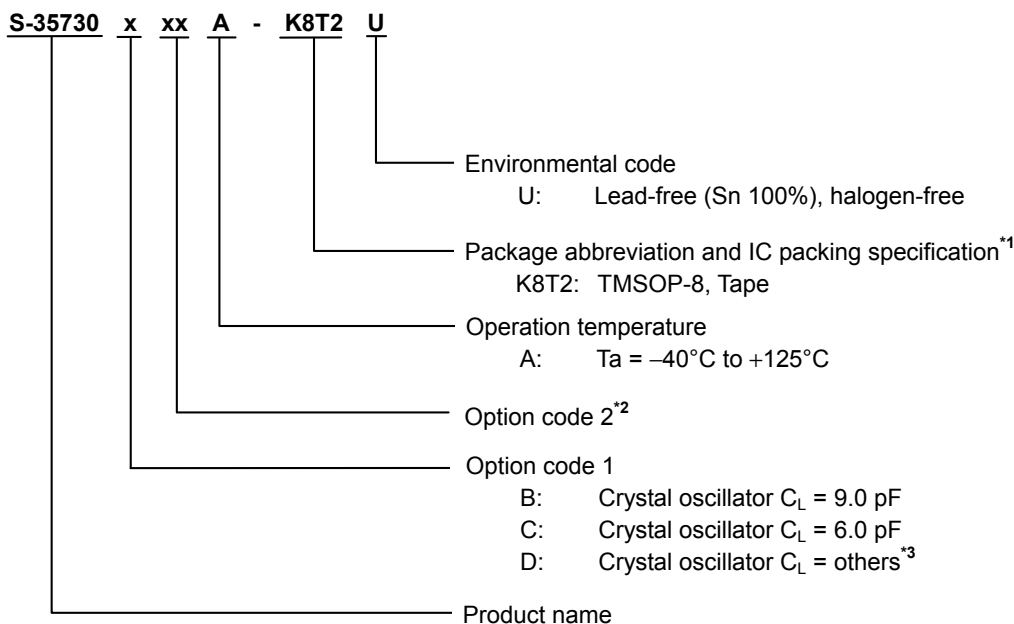 S-35730 x xx A - K8T2 U
Environmental code
U: Lead-free (Sn 100%), halogen-free
Package abbreviation and IC packing specification*1
K8T2: TMSOP-8, Tape
Operation temperature
A: Ta = −40°C to +125°C
Option code 2*2
Option code 1
B: Crystal oscillator CL = 9.0 pF
C: Crystal oscillator CL = 6.0 pF
D: Crystal oscillator CL = others*3
Product name